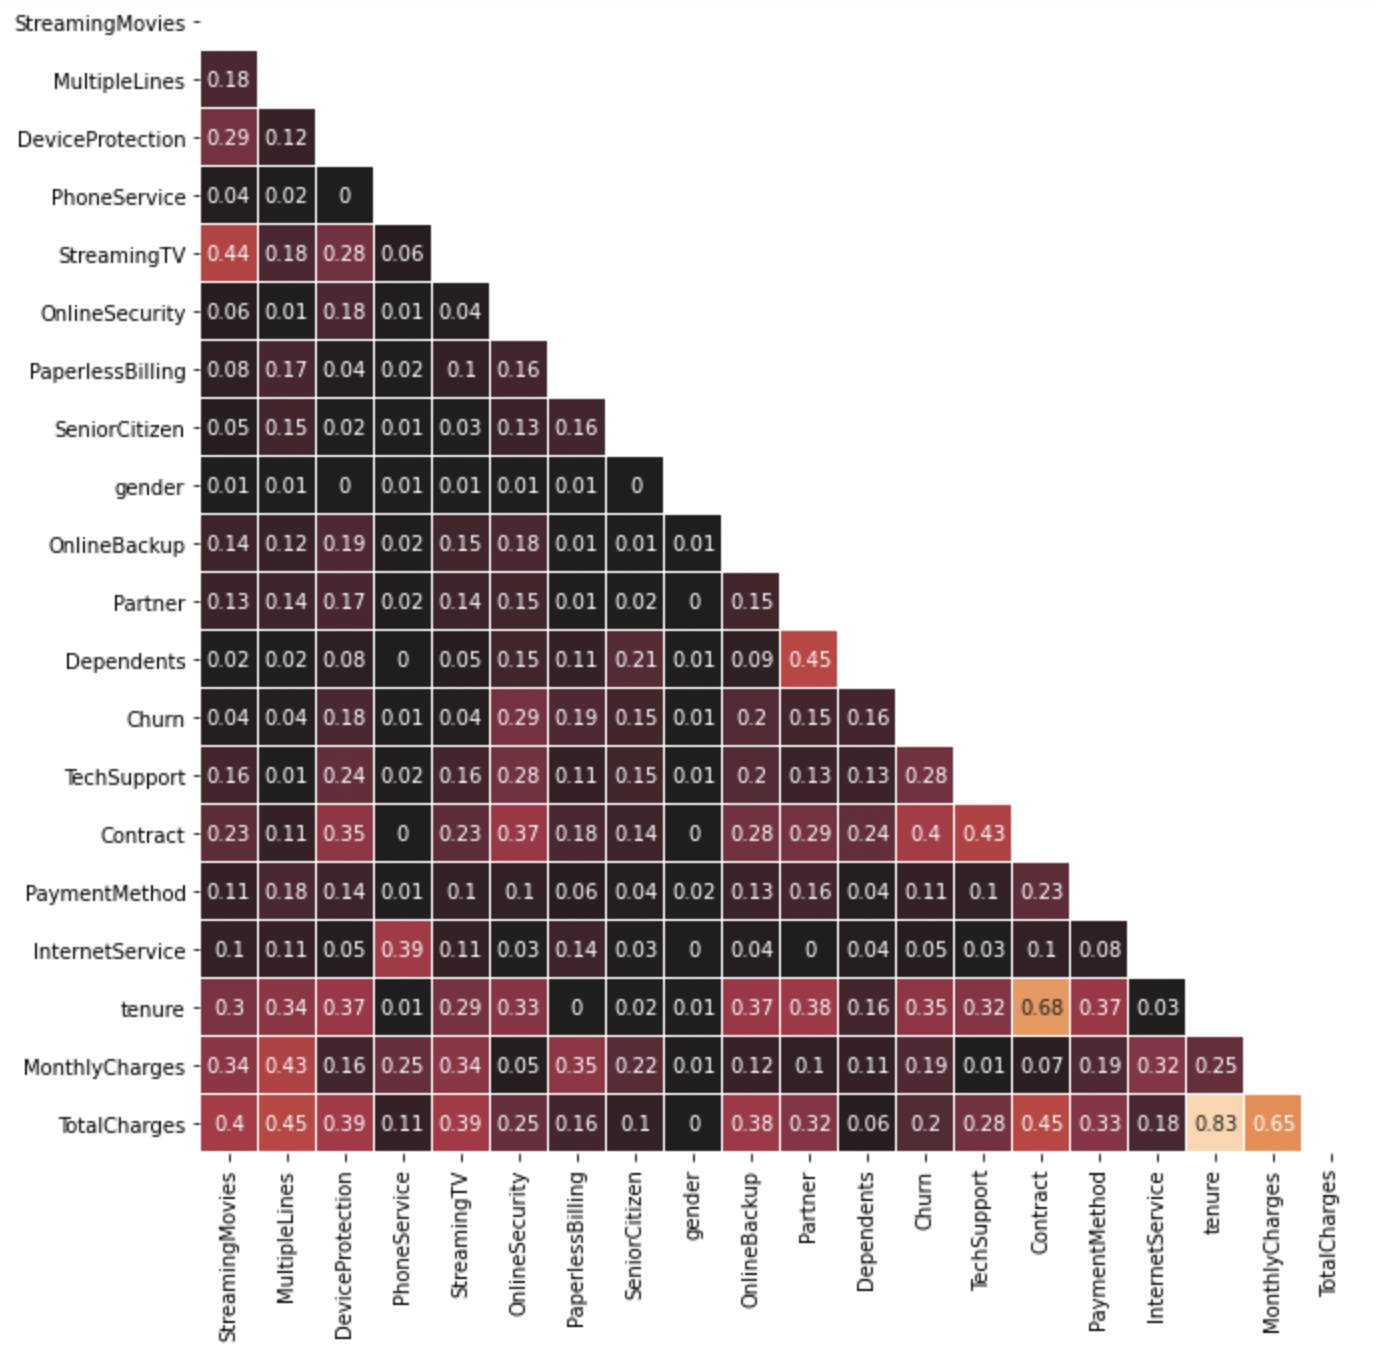 StreamingMovies
MultipleLines 0.18
DeviceProtection 0.29 0.12
PhoneService 0.04 0.02 0
StreamingTV 0.44 0.18 0.28 0.06
OnlineSecurity 0.06 0.01 0.18 0.01 0.04
PaperlessBilling 0.08 0.17 0.04 0.02 0.1 0.16
SeniorCitizen 0.05 0.15 0.02 0.01 0.03 0.13 0.16
gender 0.01 0.01 0 0.01 0.01 0.01 0.01 0
OnlineBackup 0.14 0.12 0.19 0.02 0.15 0.18 0.01 0.01 0.01
Partner 0.13 0.14 0.17 0.02 0.14 0.15 0.01 0.02 0 0.15
Dependents 0.02 0.02 0.08 0 0.05 0.15 0.11 0.21 0.01 0.09 0.45
Churn 0.04 0.04 0.18 0.01 0.04 0.29 0.19 0.15 0.01 0.2 0.15 0.16
TechSupport 0.16 0.01 0.24 0.02 0.16 0.28 0.11 0.15 0.01 0.2 0.13 0.13 0.28
Contract 0.23 0.11 0.35 0 0.23 0.37 0.18 0.14 0 0.28 0.29 0.24 0.4 0.43
PaymentMethod 0.11 0.18 0.14 0.01 0.1 0.1 0.06 0.04 0.02 0.13 0.16 0.04 0.11 0.1 0.23
InternetService 0.1 0.11 0.05 0.39 0.11 0.03 0.14 0.03 0 0.04 0 0.04 0.05 0.03 0.1 0.08
tenure 0.3 0.34 0.37 0.01 0.29 0.33 0 0.02 0.01 0.37 0.38 0.16 0.35 0.32 0.68 0.37 0.03
MonthlyCharges 0.34 0.43 0.16 0.25 0.34 0.05 0.35 0.22 0.01 0.12 0.1 0.11 0.19 0.01 0.07 0.19 0.32 0.25
TotalCharges 0.4 0.45 0.39 0.11 0.39 0.25 0.16 0.1 0 0.38 0.32 0.06 0.2 0.28 0.45 0.33 0.18 0.83 0.65
StreamingMovies
MultipleLines
DeviceProtection
PhoneService
StreamingTV
OnlineSecurity
PaperlessBilling
SeniorCitizen
gender
OnlineBackup
Partner
Dependents
Churn
TechSupport
Contract
PaymentMethod
InternetService
tenure
MonthlyCharges
TotalCharges